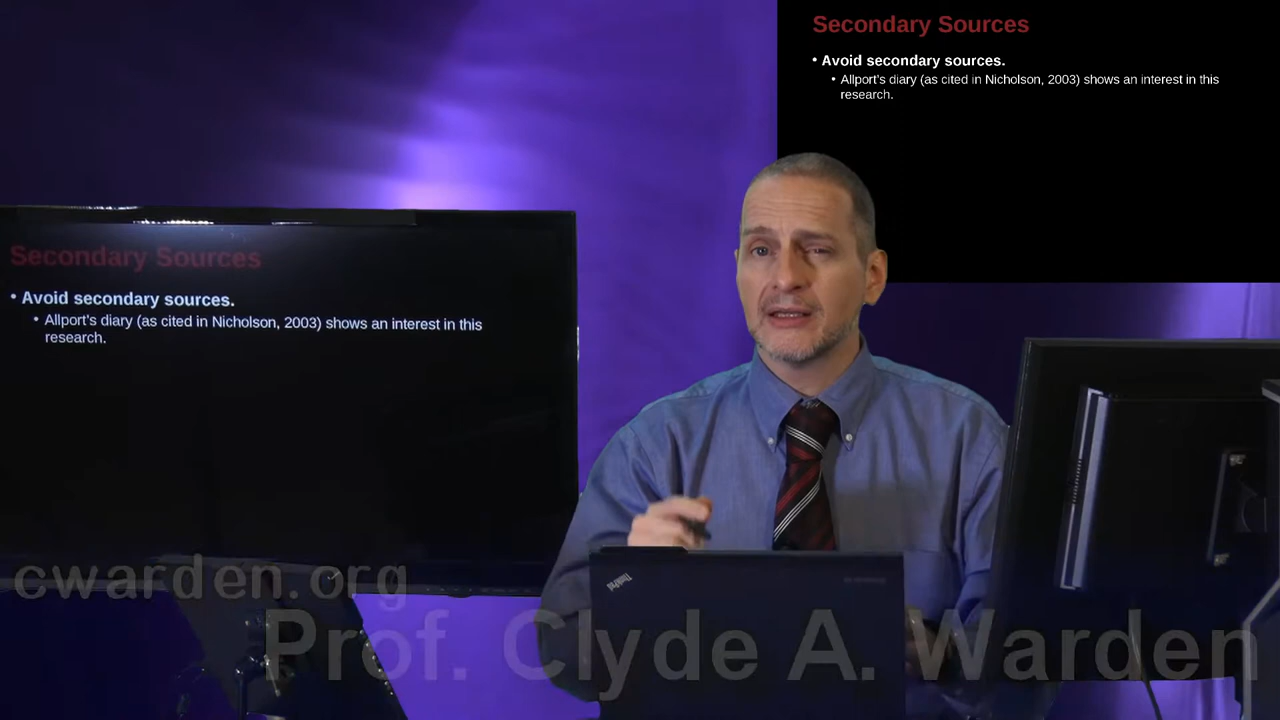 Secondary Sources
• Avoid secondary sources.
• Allport's diary (as cited in Nicholson, 2003) shows an interest in this
research.
Secondary Sources
• Avoid secondary sources.
• Allport's diary (as cited in Nicholson, 2003) shows an interest in this
research.
ThinkPad
cwarden.org
Prof. Clyde A. Warden